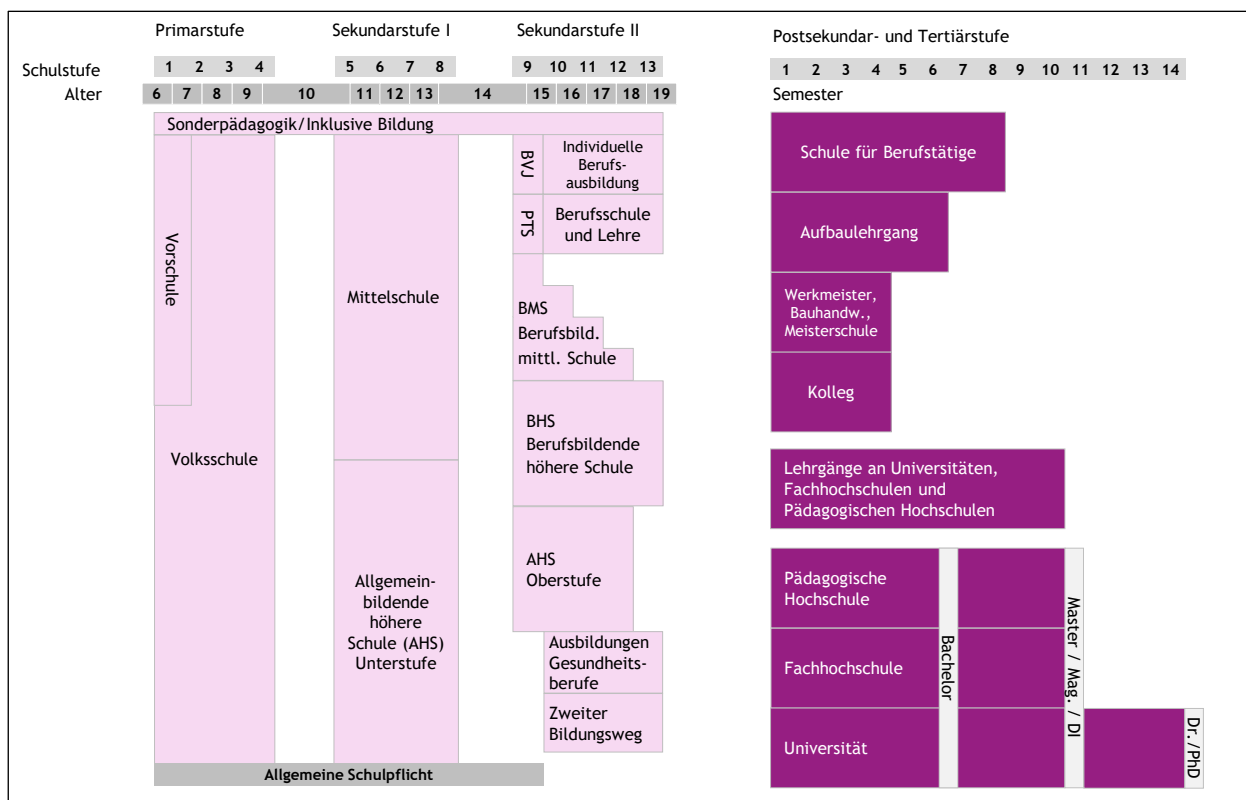 Primarstufe
Sekundarstufe I
Sekundarstufe II
Postsekundar- und Tertiärstufe
Schulstufe
1 2 3 4
5 6 7 8
9 10 11 12 13
1 2 3 4 5 6 7 8 9 10 11 12 13 14
Alter
6 7 8 9 10 11 12 13 14 15 16 17 18 19
Semester
Sonderpädagogik/Inklusive Bildung
Vorschule
Volksschule
Mittelschule
Allgemein-
bildende
höhere
Schule (AHS)
Unterstufe
BVJ
Individuelle
Berufs-
ausbildung
PTS
Berufsschule
und Lehre
BMS
Berufsbild.
mittl. Schule
BHS
Berufsbildende
höhere Schule
AHS
Oberstufe
Ausbildungen
Gesundheits-
berufe
Zweiter
Bildungsweg
Allgemeine Schulpflicht
Schule für Berufstätige
Aufbaulehrgang
Werkmeister,
Bauhandw.,
Meisterschule
Kolleg
Lehrgänge an Universitäten,
Fachhochschulen und
Pädagogischen Hochschulen
Pädagogische
Hochschule
Fachhochschule
Universität
Bachelor
Master / Mag. / DI
Dr./PhD